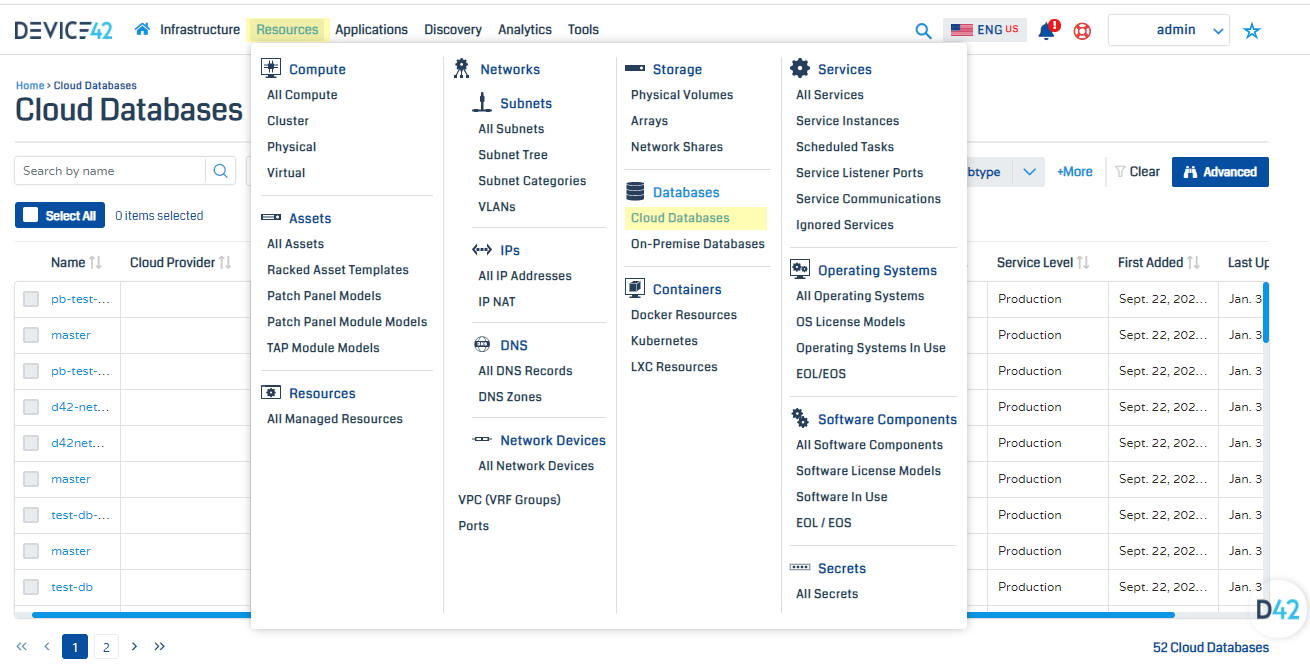 DEVICE42 Infrastructure Resources Applications Discovery Analytics Tools ENG US ! admin
Home › Cloud Databases
Cloud Databases
Search by name
btype
+More
Clear
Advanced
Select All
0 items selected
Name Cloud Provider Service Level First Added Last Up
pb-test-... Production Sept. 22, 202... Jan. 3
master Production Sept. 22, 202... Jan. 3
pb-test-... Production Sept. 22, 202... Jan. 3
d42-net... Production Sept. 22, 202... Jan. 3
d42net... Production Sept. 22, 202... Jan. 3
master Production Sept. 22, 202... Jan. 3
test-db-... Production Sept. 22, 202... Jan. 3
master Production Sept. 22, 202... Jan. 3
test-db Production Sept. 22, 202... Jan. 3
Compute
All Compute
Cluster
Physical
Virtual
Assets
All Assets
Racked Asset Templates
Patch Panel Models
Patch Panel Module Models
TAP Module Models
Resources
All Managed Resources
Networks
Subnets
All Subnets
Subnet Tree
Subnet Categories
VLANs
IPs
All IP Addresses
IP NAT
DNS
All DNS Records
DNS Zones
Network Devices
All Network Devices
VPC (VRF Groups)
Ports
Storage
Physical Volumes
Arrays
Network Shares
Databases
Cloud Databases
On-Premise Databases
Containers
Docker Resources
Kubernetes
LXC Resources
Services
All Services
Service Instances
Scheduled Tasks
Service Listener Ports
Service Communications
Ignored Services
Operating Systems
All Operating Systems
OS License Models
Operating Systems In Use
EOL/EOS
Software Components
All Software Components
Software License Models
Software In Use
EOL / EOS
Secrets
All Secrets
D42
« ‹ 1 2 › »
52 Cloud Databases